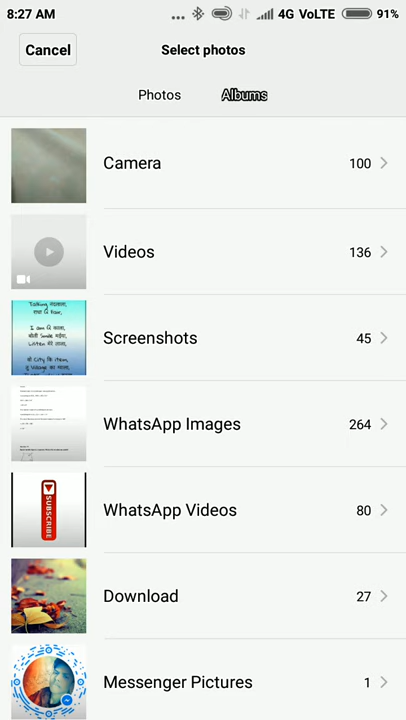 8:27 AM ... 4G VoLTE 91%
Cancel Select photos
Photos Albums
Camera 100
Videos 136
Screenshots 45
WhatsApp Images 264
SUBSCRIBE
WhatsApp Videos 80
Download 27
Messenger Pictures 1